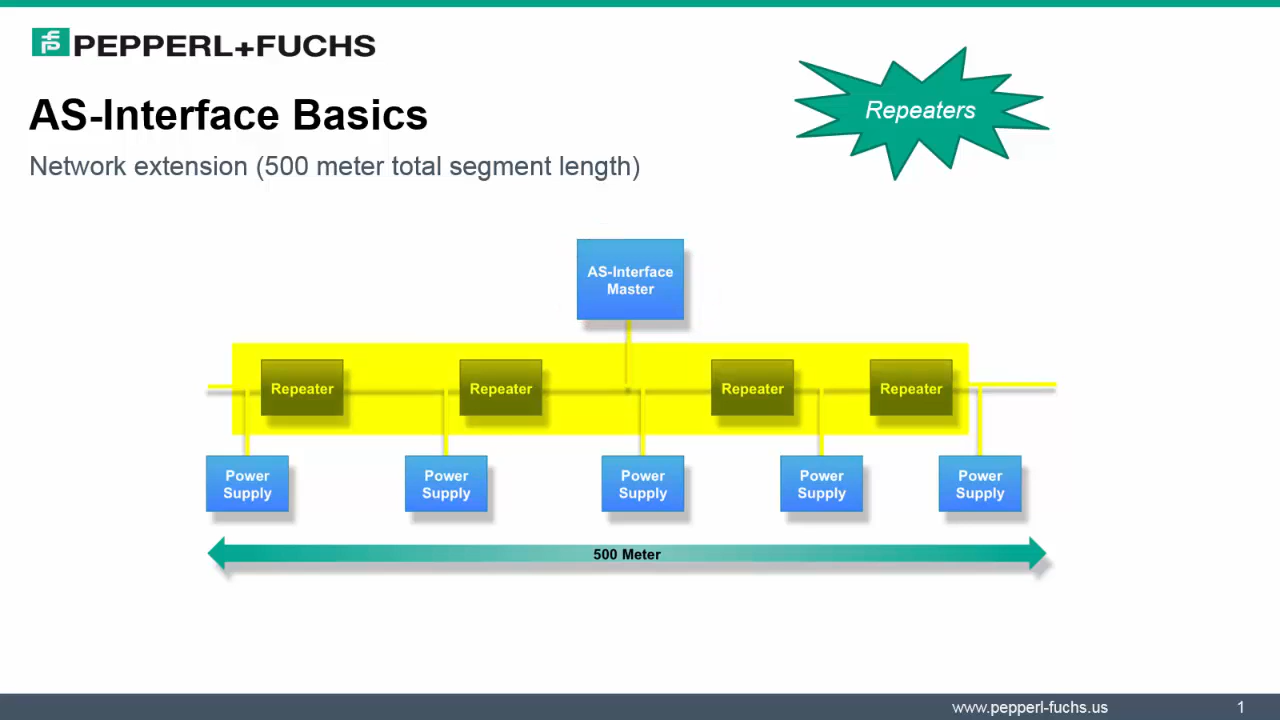 PEPPERL+FUCHS
Repeaters
AS-Interface Basics
Network extension (500 meter total segment length)
AS-Interface
Master
Repeater
Repeater
Repeater
Repeater
Power
Supply
Power
Supply
Power
Supply
Power
Supply
Power
Supply
500 Meter
www.pepperl-fuchs.us
1